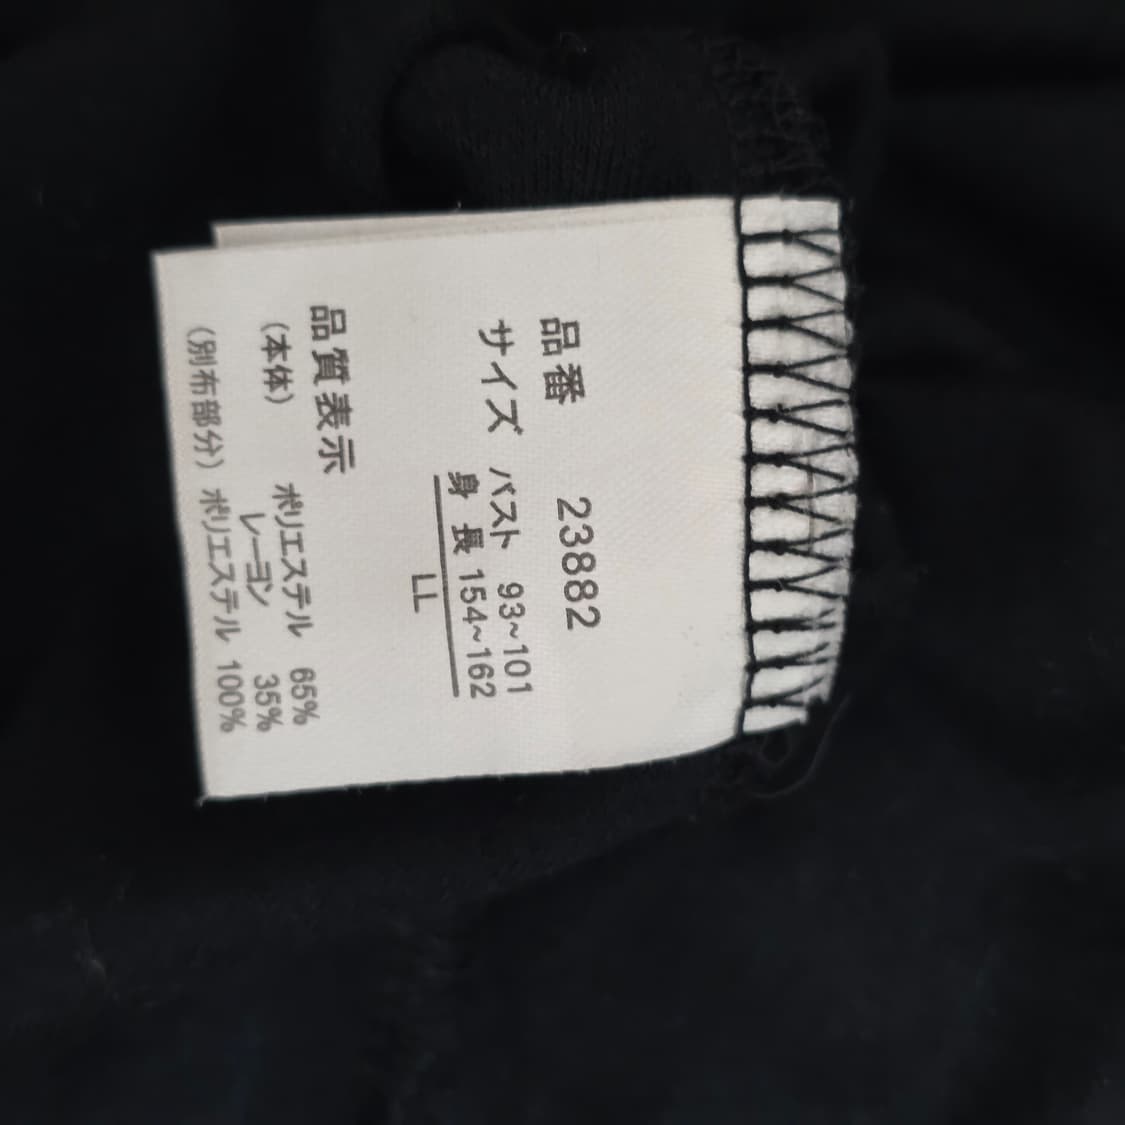 品番 23882
サイズ バスト 93~101
身長 154~162
LL
品質表示
(本体) ポリエステル 65%
レーヨン 35%
(別布部分) ポリエステル 100%